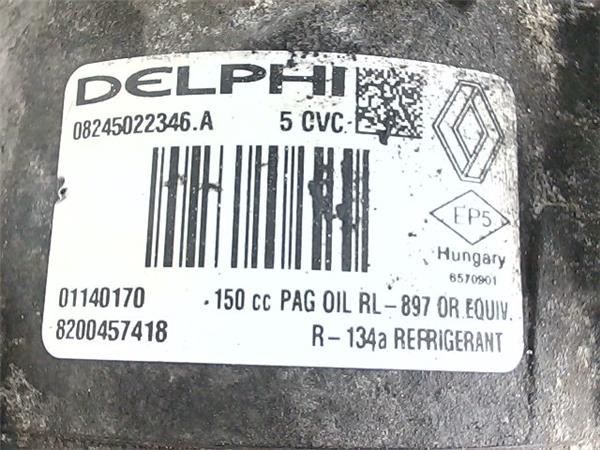 DELPHI
08245022346.A 5 CVC
EP5
Hungary
6570901
01140170 150 cc PAG OIL RL-897 OR EQUIV.
8200457418 R-134a REFRIGERANT